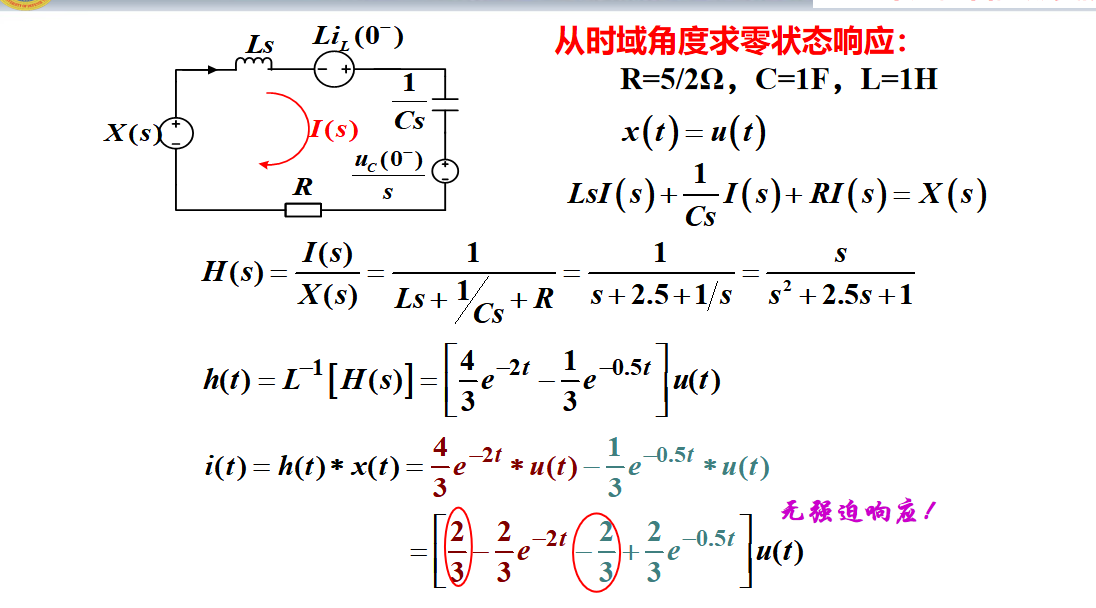 从时域角度求零状态响应：
R=5/2Ω，C=1F，L=1H
x(t) = u(t)
LsI(s) + 1/Cs I(s) + RI(s) = X(s)
Ls
Li_L(0⁻)
1/Cs
X(s)
I(s)
u_C(0⁻)/s
R
H(s) = I(s)/X(s) = 1/(Ls + 1/Cs + R) = 1/(s + 2.5 + 1/s) = s/(s² + 2.5s + 1)
h(t) = L⁻¹[H(s)] = [4/3 e^(−2t) − 1/3 e^(−0.5t)] u(t)
i(t) = h(t) * x(t) = 4/3 e^(−2t) * u(t) − 1/3 e^(−0.5t) * u(t)
无强迫响应！
= [2/3 − 2/3 e^(−2t) − 2/3 + 2/3 e^(−0.5t)] u(t)